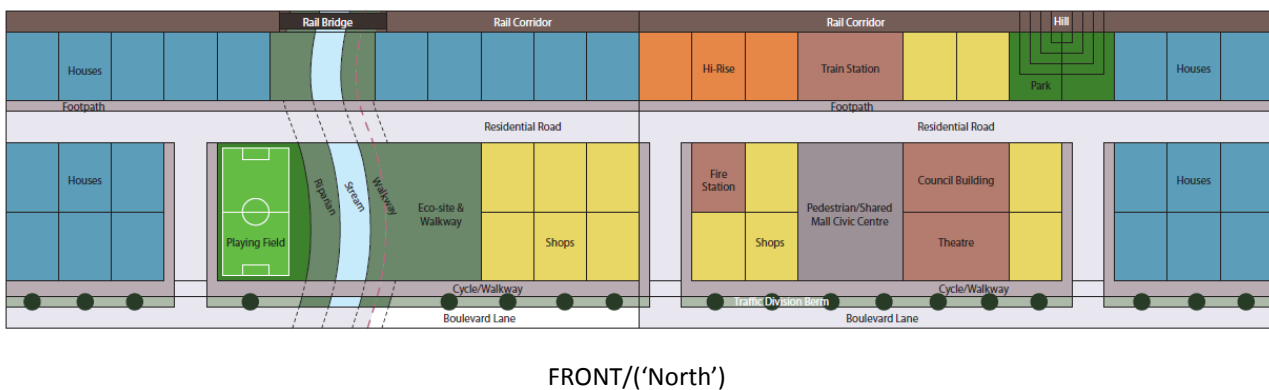 Rail Bridge
Rail Corridor
Rail Corridor
Hill
Houses
Hi-Rise
Train Station
Park
Houses
Footpath
Footpath
Residential Road
Residential Road
Houses
Playing Field
Riparian
Stream
Walkway
Eco-site &
Walkway
Shops
Fire
Station
Shops
Pedestrian/Shared
Mall Civic Centre
Council Building
Theatre
Houses
Cycle/Walkway
Cycle/Walkway
Traffic Division Berm
Boulevard Lane
Boulevard Lane
FRONT/(‘North’)